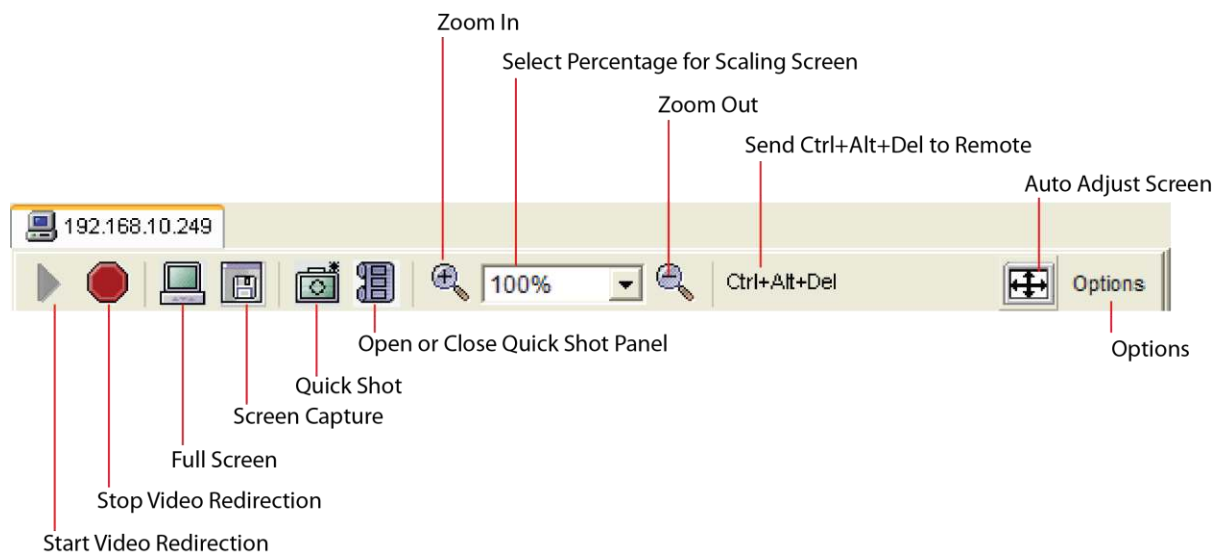 Zoom In
Select Percentage for Scaling Screen
Zoom Out
Send Ctrl+Alt+Del to Remote
Auto Adjust Screen
192.168.10.249
100%
Ctrl+Alt+Del
Options
Open or Close Quick Shot Panel
Options
Quick Shot
Screen Capture
Full Screen
Stop Video Redirection
Start Video Redirection